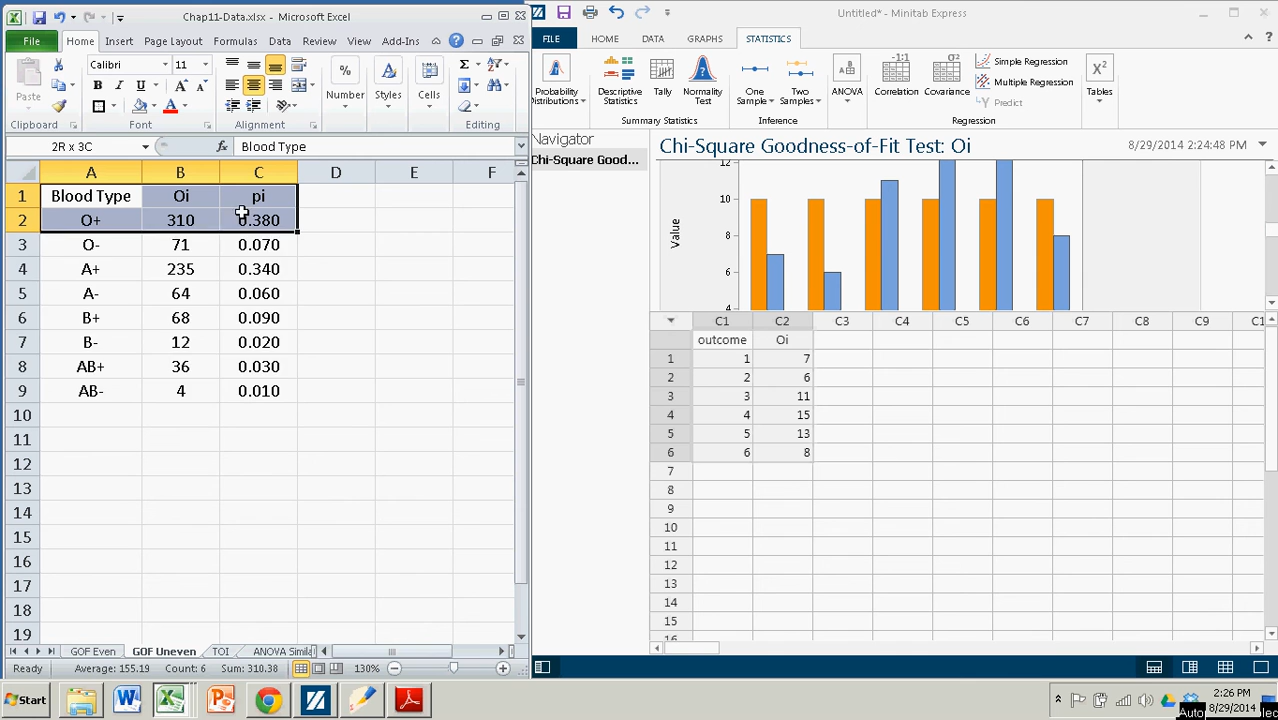 Chap11-Data.xlsx - Microsoft Excel
File Home Insert Page Layout Formulas Data Review View Add-Ins
Calibri 11
Paste
B I U
Number Styles Cells
Clipboard Font Alignment Editing
2R x 3C fx Blood Type
A B C D E F
1 Blood Type Oi pi
2 O+ 310 0.380
3 O- 71 0.070
4 A+ 235 0.340
5 A- 64 0.060
6 B+ 68 0.090
7 B- 12 0.020
8 AB+ 36 0.030
9 AB- 4 0.010
10
11
12
13
14
15
16
17
18
19
GOF Even GOF Uneven TOI ANOVA Simila
Ready Average: 155.19 Count: 6 Sum: 310.38 130%
Untitled* - Minitab Express
FILE HOME DATA GRAPHS STATISTICS
Probability Distributions
Descriptive Statistics
Tally
Normality Test
One Sample
Two Samples
ANOVA
Correlation
Covariance
Simple Regression
Multiple Regression
Predict
Tables
Summary Statistics Inference Regression
Navigator
Chi-Square Good...
Chi-Square Goodness-of-Fit Test: Oi 8/29/2014 2:24:48 PM
Value
12
10
8
6
4
C1 C2 C3 C4 C5 C6 C7 C8 C9 C1
outcome Oi
1 1 7
2 2 6
3 3 11
4 4 15
5 5 13
6 6 8
7
8
9
10
11
12
13
14
15
16
Start
2:26 PM
8/29/2014